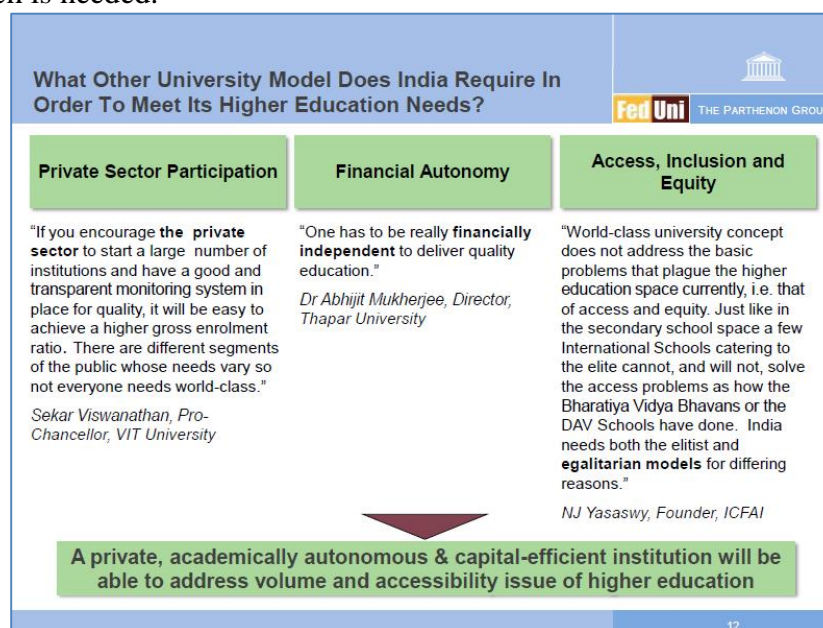 en is needed.
What Other University Model Does India Require In
Order To Meet Its Higher Education Needs?
Fed Uni THE PARTHENON GROU
Private Sector Participation
Financial Autonomy
Access, Inclusion and
Equity
“If you encourage the private
sector to start a large number of
institutions and have a good and
transparent monitoring system in
place for quality, it will be easy to
achieve a higher gross enrolment
ratio. There are different segments
of the public whose needs vary so
not everyone needs world-class.”
Sekar Viswanathan, Pro-
Chancellor, VIT University
“One has to be really financially
independent to deliver quality
education.”
Dr Abhijit Mukherjee, Director,
Thapar University
“World-class university concept
does not address the basic
problems that plague the higher
education space currently, i.e. that
of access and equity. Just like in
the secondary school space a few
International Schools catering to
the elite cannot, and will not, solve
the access problems as how the
Bharatiya Vidya Bhavans or the
DAV Schools have done. India
needs both the elitist and
egalitarian models for differing
reasons.”
NJ Yasaswy, Founder, ICFAI
A private, academically autonomous & capital-efficient institution will be
able to address volume and accessibility issue of higher education
12